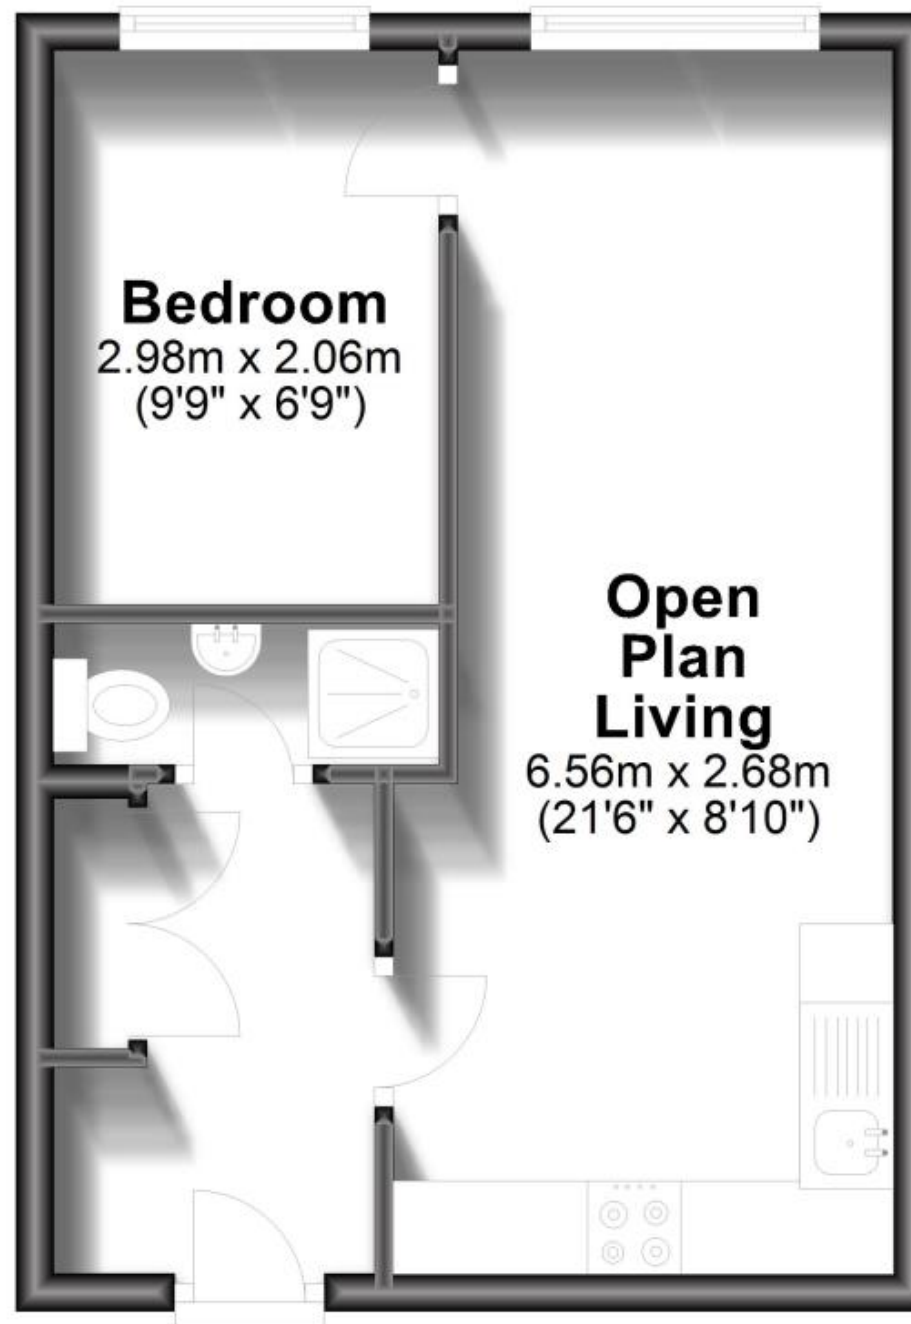 Bedroom
2.98m x 2.06m
(9'9" x 6'9")
Open
Plan
Living
6.56m x 2.68m
(21'6" x 8'10")